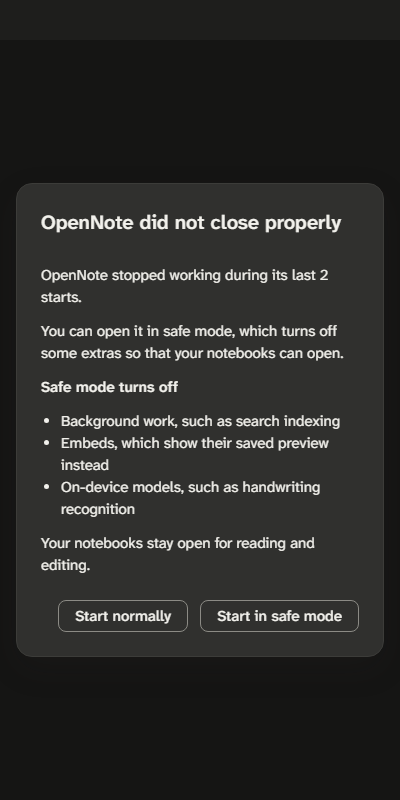 OpenNote did not close properly
OpenNote stopped working during its last 2
starts.
You can open it in safe mode, which turns off
some extras so that your notebooks can open.
Safe mode turns off
• Background work, such as search indexing
• Embeds, which show their saved preview
instead
• On-device models, such as handwriting
recognition
Your notebooks stay open for reading and
editing.
Start normally
Start in safe mode